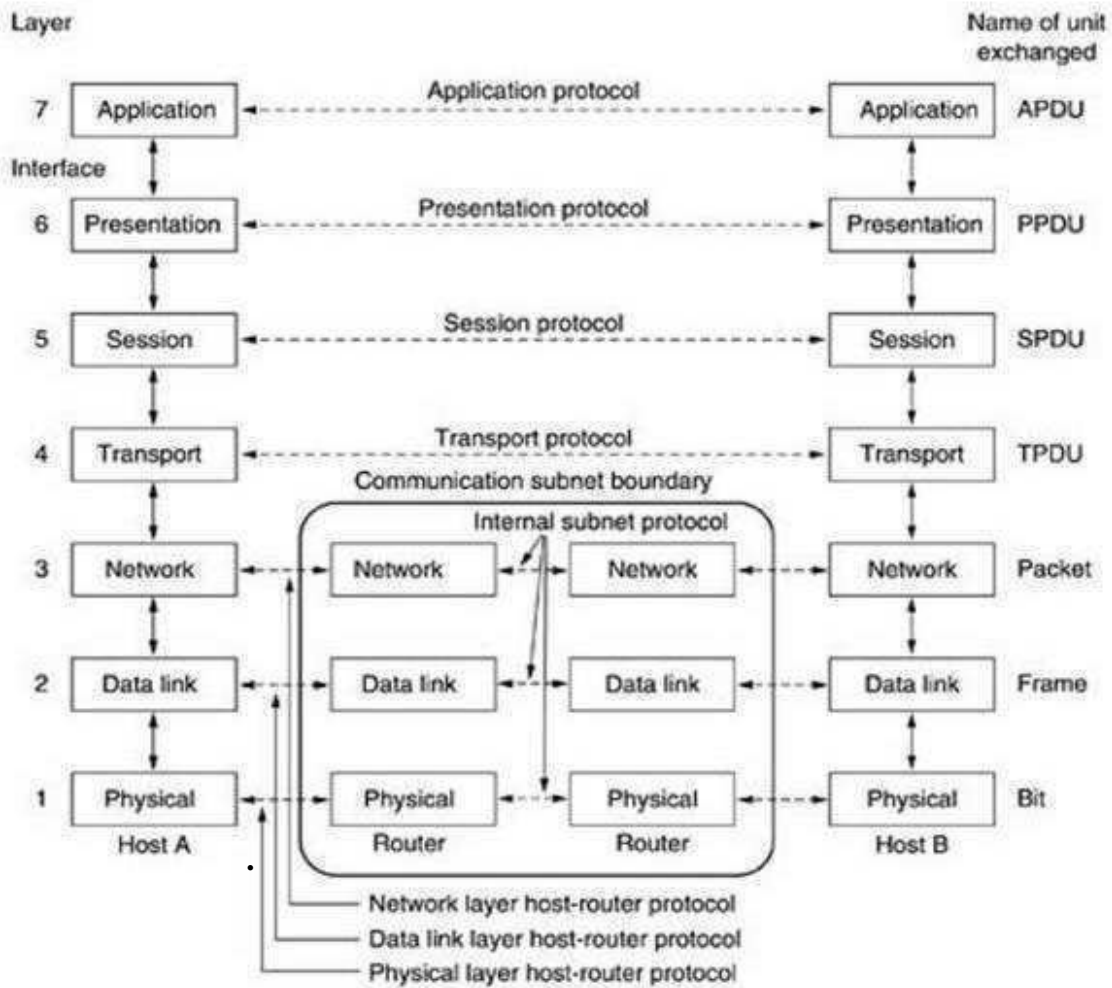 Layer
Name of unit
exchanged
7 Application Application protocol Application APDU
Interface
6 Presentation Presentation protocol Presentation PPDU
5 Session Session protocol Session SPDU
4 Transport Transport protocol Transport TPDU
Communication subnet boundary
Internal subnet protocol
3 Network Network Network Network Packet
2 Data link Data link Data link Data link Frame
1 Physical Physical Physical Physical Bit
Host A Router Router Host B
Network layer host-router protocol
Data link layer host-router protocol
Physical layer host-router protocol